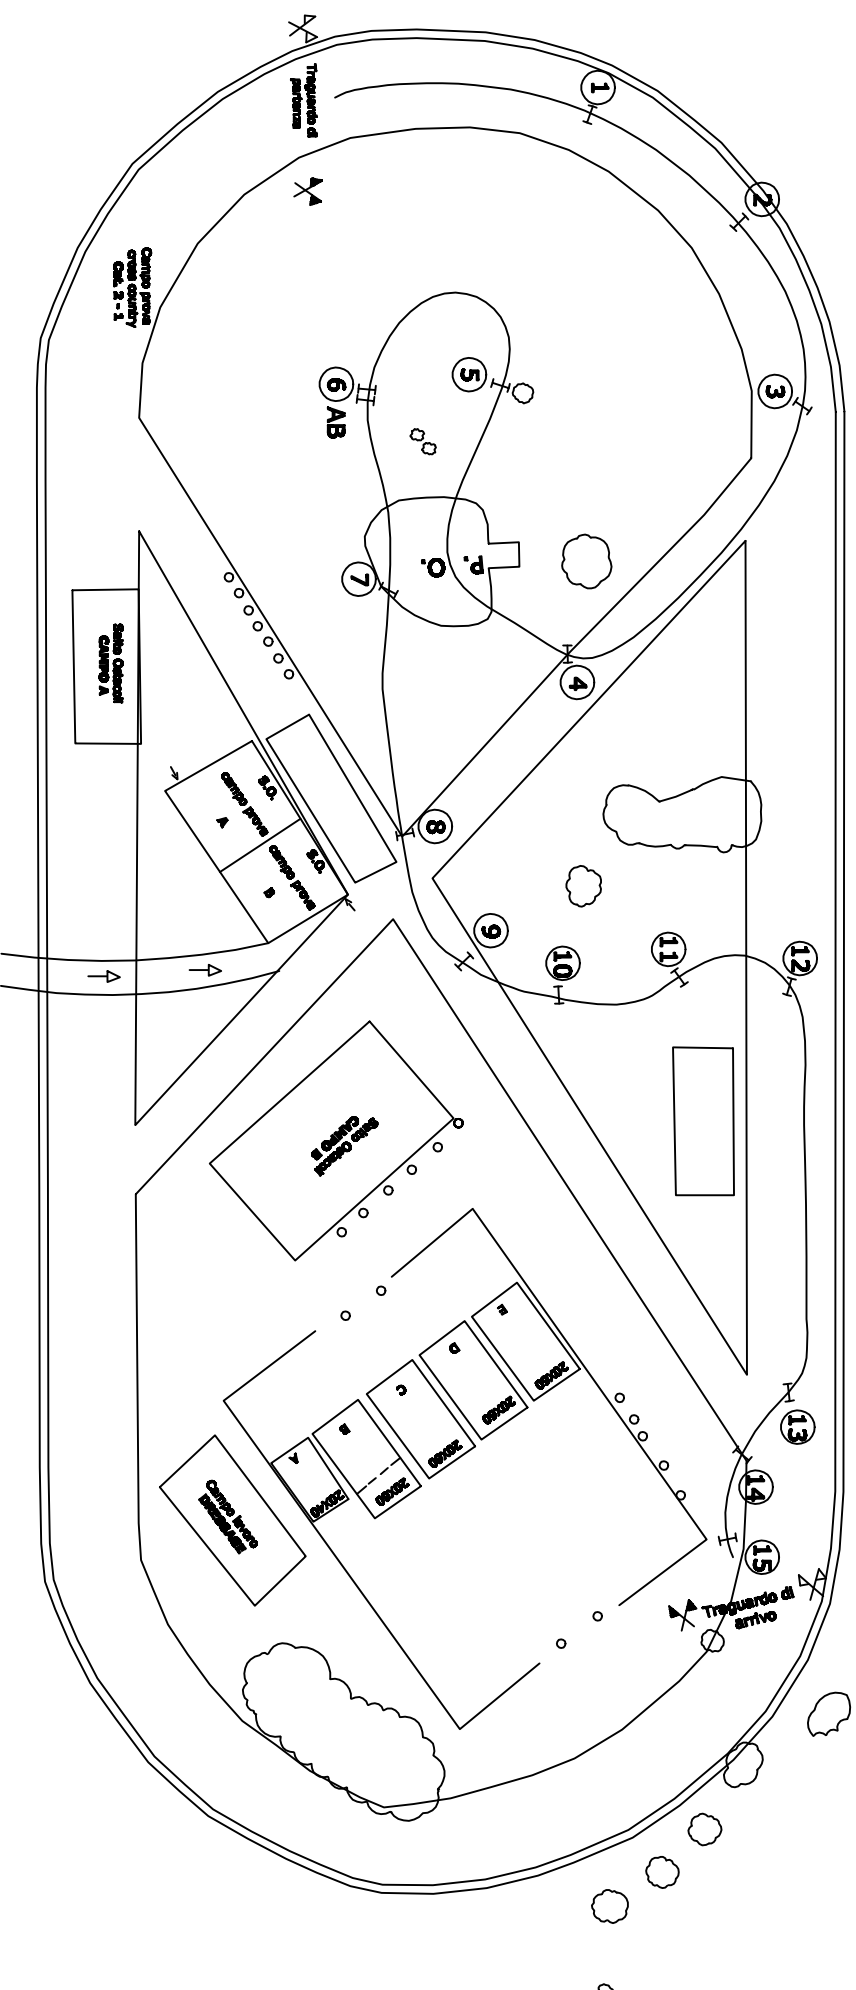 Traguardo di
partenza
1
2
Campo prova
cross country
Cat. 2 - 1
3
5
6 AB
7
P.
O.
4
Salto Ostacoli
CAMPO A
S.O.
campo prova
A
S.O.
campo prova
B
8
9
10
11
12
Salto Ostacoli
CAMPO B
E
20X60
D
20X60
C
20X60
B
20X60
A
20X40
Campo lavoro
DRESSAGE
13
14
15
Traguardo di
arrivo